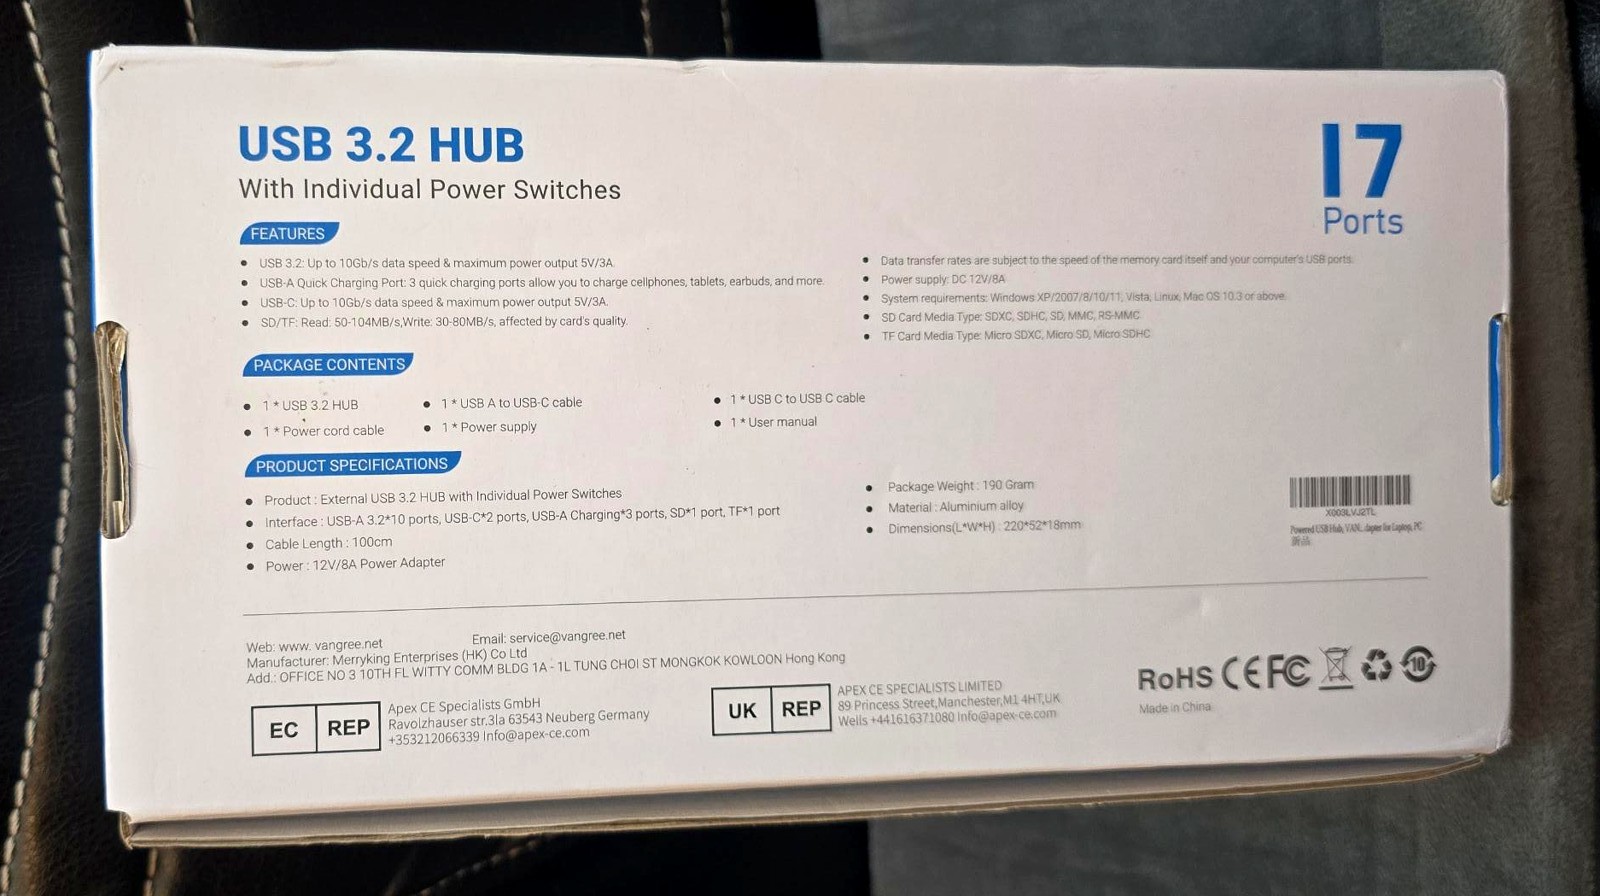 USB 3.2 HUB
With Individual Power Switches
17
Ports
FEATURES
USB 3.2: Up to 10Gb/s data speed & maximum power output 5V/3A.
USB-A Quick Charging Port: 3 quick charging ports allow you to charge cellphones, tablets, earbuds, and more.
USB-C: Up to 10Gb/s data speed & maximum power output 5V/3A.
SD/TF: Read: 50-104MB/s,Write: 30-80MB/s, affected by card's quality.
Data transfer rates are subject to the speed of the memory card itself and your computer's USB ports.
Power supply: DC 12V/8A
System requirements: Windows XP/2007/8/10/11, Vista, Linux, Mac OS 10.3 or above.
SD Card Media Type: SDXC, SDHC, SD, MMC, RS-MMC
TF Card Media Type: Micro SDXC, Micro SD, Micro SDHC
PACKAGE CONTENTS
1 * USB 3.2 HUB
1 * USB A to USB-C cable
1 * USB C to USB C cable
1 * Power cord cable
1 * Power supply
1 * User manual
PRODUCT SPECIFICATIONS
Product : External USB 3.2 HUB with Individual Power Switches
Interface : USB-A 3.2*10 ports, USB-C*2 ports, USB-A Charging*3 ports, SD*1 port, TF*1 port
Cable Length : 100cm
Power : 12V/8A Power Adapter
Package Weight : 190 Gram
Material : Aluminium alloy
Dimensions(L*W*H) : 220*52*18mm
X003LVJ2TL
Powered USB Hub, VAN...dapter for Laptop, PC
新品
Web: www. vangree.net
Email: service@vangree.net
Manufacturer: Merryking Enterprises (HK) Co Ltd
Add.: OFFICE NO 3 10TH FL WITTY COMM BLDG 1A - 1L TUNG CHOI ST MONGKOK KOWLOON Hong Kong
EC REP
Apex CE Specialists GmbH
Ravolzhauser str.3la 63543 Neuberg Germany
+353212066339 Info@apex-ce.com
UK REP
APEX CE SPECIALISTS LIMITED
89 Princess Street,Manchester,M1 4HT,UK
Wells +441616371080 Info@apex-ce.com
RoHS CE FC 10
Made in China